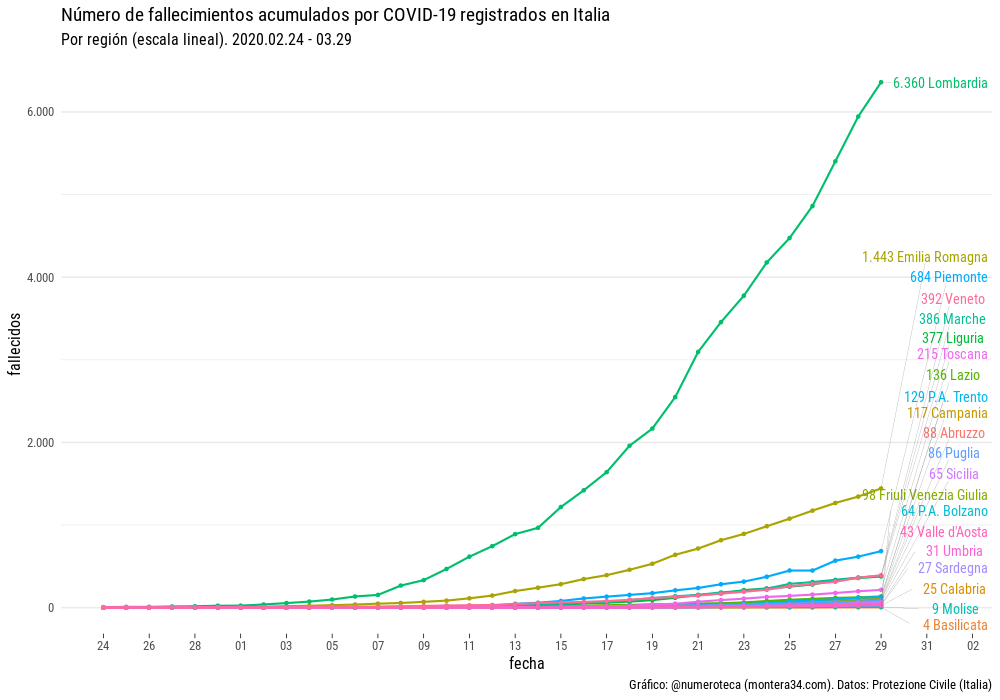 Número de fallecimientos acumulados por COVID-19 registrados en Italia
Por región (escala lineal). 2020.02.24 - 03.29
6.360 Lombardia
6.000
1.443 Emilia Romagna
4.000
684 Piemonte
392 Veneto
386 Marche
377 Liguria
215 Toscana
136 Lazio
129 P.A. Trento
117 Campania
2.000
88 Abruzzo
86 Puglia
65 Sicilia
98 Friuli Venezia Giulia
64 P.A. Bolzano
43 Valle d'Aosta
31 Umbria
27 Sardegna
25 Calabria
0
9 Molise
4 Basilicata
fallecidos
24 26 28 01 03 05 07 09 11 13 15 17 19 21 23 25 27 29 31 02
fecha
Gráfico: @numeroteca (montera34.com). Datos: Protezione Civile (Italia)